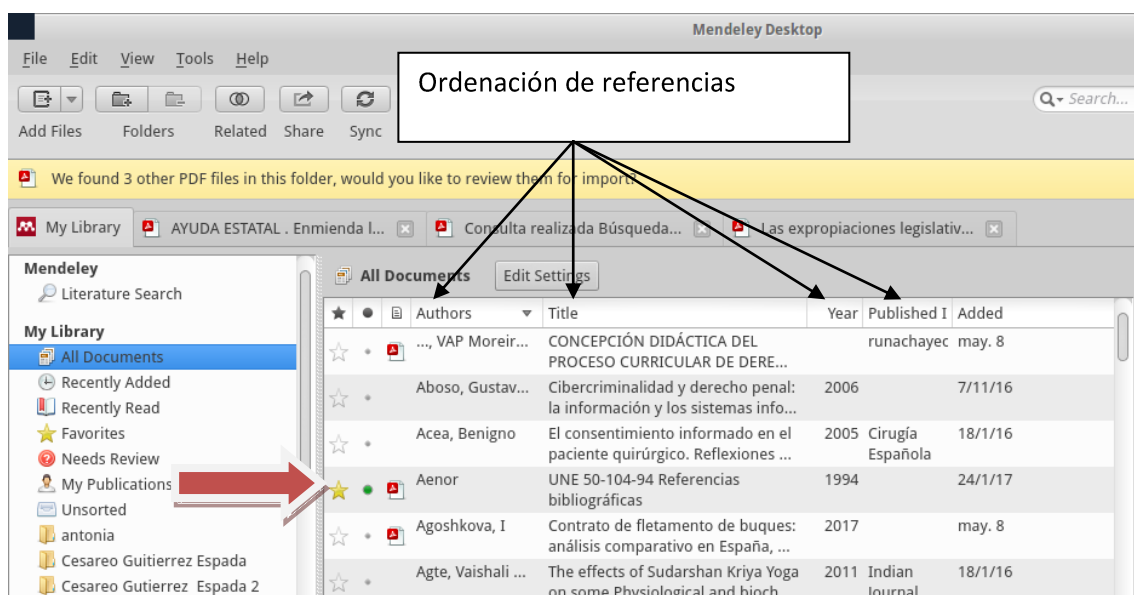 Mendeley Desktop
File Edit View Tools Help
Ordenación de referencias
Search...
Add Files Folders Related Share Sync
We found 3 other PDF files in this folder, would you like to review them for import?
My Library AYUDA ESTATAL . Enmienda l... Consulta realizada Búsqueda... Las expropiaciones legislativ...
Mendeley
Literature Search
My Library
All Documents
Recently Added
Recently Read
Favorites
Needs Review
My Publications
Unsorted
antonia
Cesareo Guitierrez Espada
Cesareo Gutierrez Espada 2
All Documents Edit Settings
Authors Title Year Published I Added
..., VAP Moreir... CONCEPCIÓN DIDÁCTICA DEL runachayec may. 8
PROCESO CURRICULAR DE DERE...
Aboso, Gustav... Cibercriminalidad y derecho penal: 2006 7/11/16
la información y los sistemas info...
Acea, Benigno El consentimiento informado en el 2005 Cirugía 18/1/16
paciente quirúrgico. Reflexiones ... Española
Aenor UNE 50-104-94 Referencias 1994 24/1/17
bibliográficas
Agoshkova, I Contrato de fletamento de buques: 2017 may. 8
análisis comparativo en España, ...
Agte, Vaishali ... The effects of Sudarshan Kriya Yoga 2011 Indian 18/1/16
on some Physiological and bioch Journal